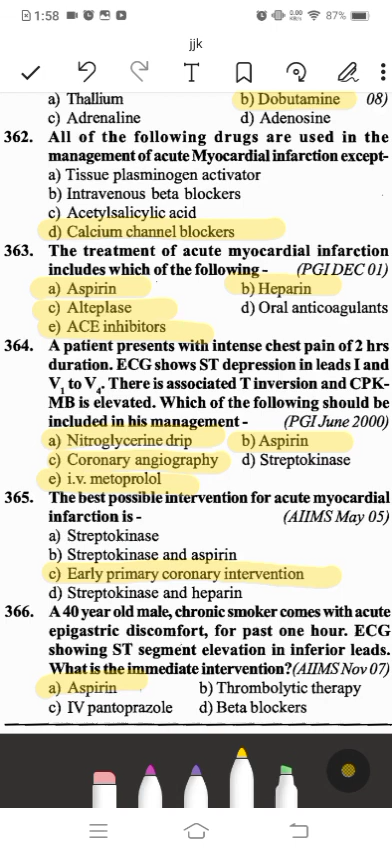 1:58
0.00
KB/s
87%
jjk
T
a) Thallium b) Dobutamine 08)
c) Adrenaline d) Adenosine
362. All of the following drugs are used in the
management of acute Myocardial infarction except-
a) Tissue plasminogen activator
b) Intravenous beta blockers
c) Acetylsalicylic acid
d) Calcium channel blockers
363. The treatment of acute myocardial infarction
includes which of the following - (PGI DEC 01)
a) Aspirin b) Heparin
c) Alteplase d) Oral anticoagulants
e) ACE inhibitors
364. A patient presents with intense chest pain of 2 hrs
duration. ECG shows ST depression in leads I and
V₁ to V₄. There is associated T inversion and CPK-
MB is elevated. Which of the following should be
included in his management - (PGI June 2000)
a) Nitroglycerine drip b) Aspirin
c) Coronary angiography d) Streptokinase
e) i.v. metoprolol
365. The best possible intervention for acute myocardial
infarction is - (AIIMS May 05)
a) Streptokinase
b) Streptokinase and aspirin
c) Early primary coronary intervention
d) Streptokinase and heparin
366. A 40 year old male, chronic smoker comes with acute
epigastric discomfort, for past one hour. ECG
showing ST segment elevation in inferior leads.
What is the immediate intervention? (AIIMS Nov 07)
a) Aspirin b) Thrombolytic therapy
c) IV pantoprazole d) Beta blockers